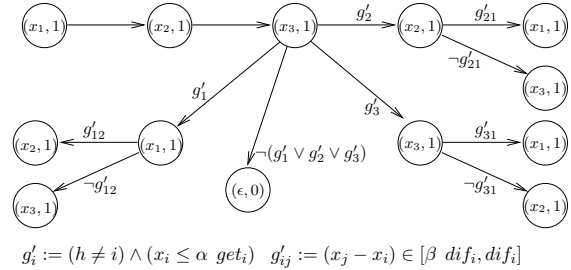 (x₁, 1) (x₂, 1) (x₃, 1) g′₂ (x₂, 1) g′₂₁ (x₁, 1)
¬g′₂₁
(x₃, 1)
g′₁ g′₃
(x₂, 1) g′₁₂ (x₁, 1) (x₃, 1) g′₃₁ (x₁, 1)
¬g′₁₂ ¬(g′₁ ∨ g′₂ ∨ g′₃) ¬g′₃₁
(x₃, 1) (ϵ, 0) (x₂, 1)
g′ᵢ := (h ≠ i) ∧ (xᵢ ≤ α getᵢ) g′ᵢⱼ := (xⱼ − xᵢ) ∈ [β difᵢ, difᵢ]